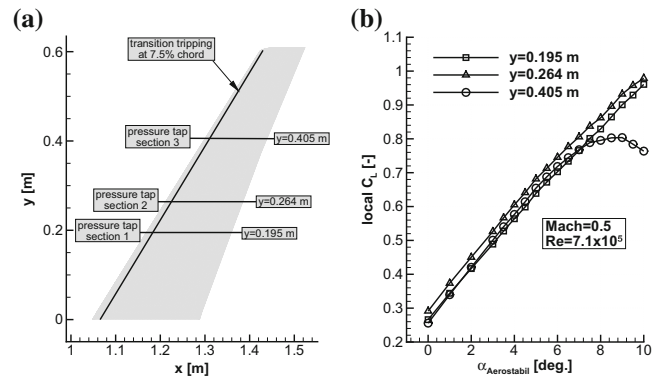 (a)
transition tripping
at 7.5% chord
pressure tap
section 3
y=0.405 m
pressure tap
section 2
y=0.264 m
pressure tap
section 1
y=0.195 m
0.6
0.4
0.2
0
y [m]
1 1.1 1.2 1.3 1.4 1.5
x [m]
(b)
y=0.195 m
y=0.264 m
y=0.405 m
Mach=0.5
Re=7.1x10⁵
1.1
1
0.9
0.8
0.7
0.6
0.5
0.4
0.3
0.2
local C_L [-]
0 2 4 6 8 10
α_Aerostabil [deg.]